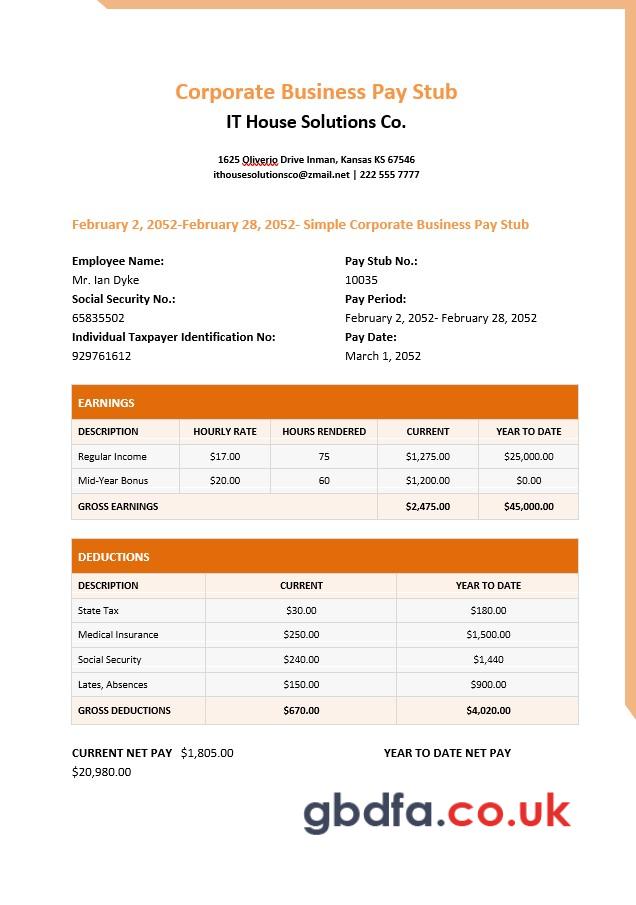 Corporate Business Pay Stub
IT House Solutions Co.
1625 Oliverio Drive Inman, Kansas KS 67546
ithousesolutionsco@zmail.net | 222 555 7777
February 2, 2052-February 28, 2052- Simple Corporate Business Pay Stub
Employee Name: Pay Stub No.:
Mr. Ian Dyke 10035
Social Security No.: Pay Period:
65835502 February 2, 2052- February 28, 2052
Individual Taxpayer Identification No: Pay Date:
929761612 March 1, 2052
EARNINGS
DESCRIPTION HOURLY RATE HOURS RENDERED CURRENT YEAR TO DATE
Regular Income $17.00 75 $1,275.00 $25,000.00
Mid-Year Bonus $20.00 60 $1,200.00 $0.00
GROSS EARNINGS $2,475.00 $45,000.00
DEDUCTIONS
DESCRIPTION CURRENT YEAR TO DATE
State Tax $30.00 $180.00
Medical Insurance $250.00 $1,500.00
Social Security $240.00 $1,440
Lates, Absences $150.00 $900.00
GROSS DEDUCTIONS $670.00 $4,020.00
CURRENT NET PAY $1,805.00 YEAR TO DATE NET PAY
$20,980.00
gbdfa.co.uk